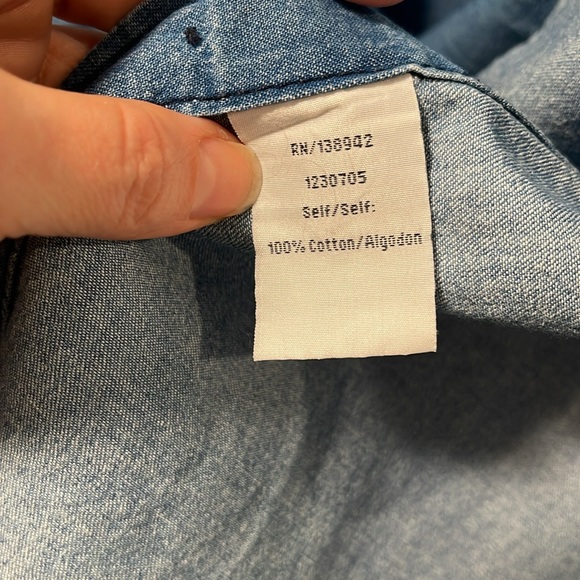 RN/138942
1230705
Self/Self:
100% Cotton/Algodon